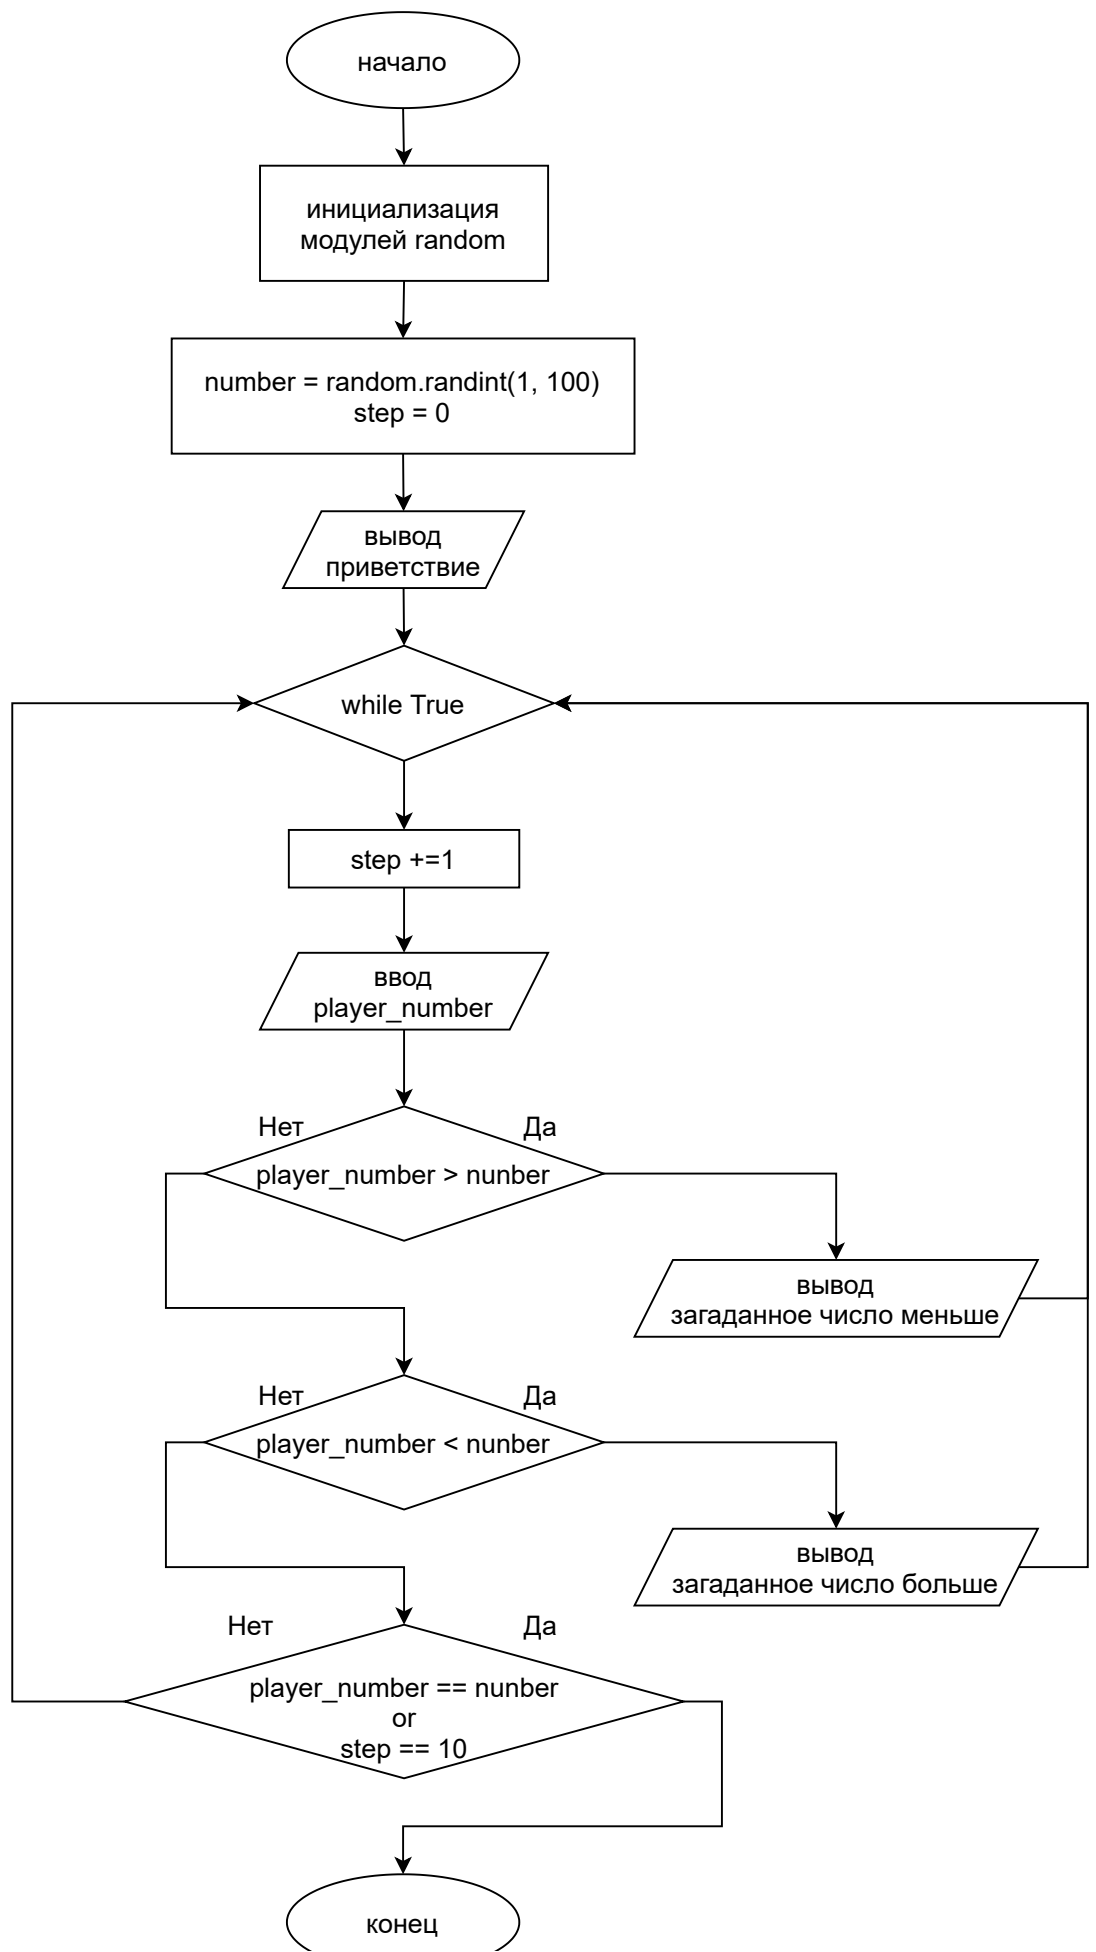 начало
инициализация
модулей random
number = random.randint(1, 100)
step = 0
вывод
приветствие
while True
step +=1
ввод
player_number
Нет
Да
player_number > nunber
вывод
загаданное число меньше
Нет
Да
player_number < nunber
вывод
загаданное число больше
Нет
Да
player_number == nunber
or
step == 10
конец